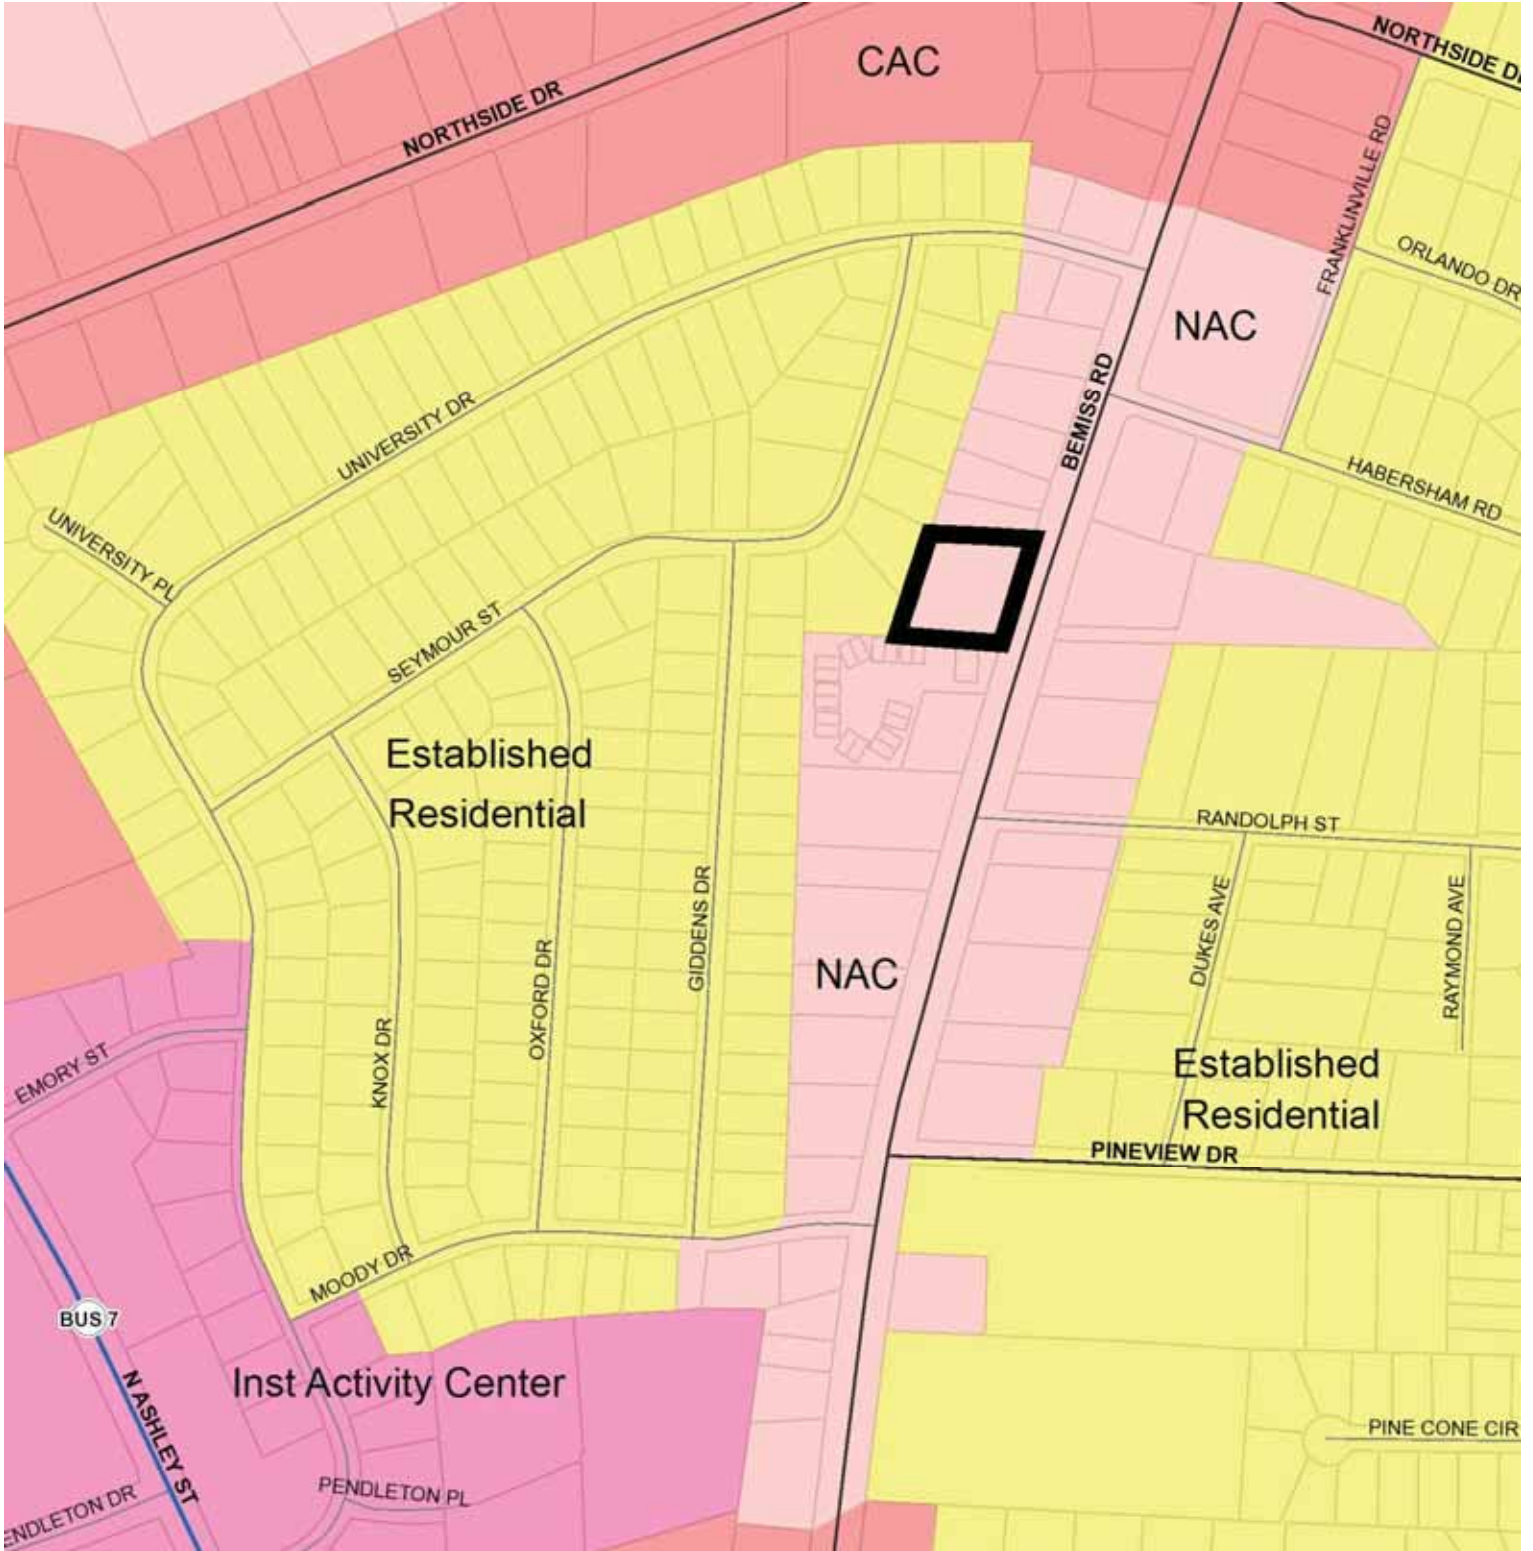 NORTHSIDE DR
CAC
NORTHSIDE D
FRANKLINVILLE RD
ORLANDO DR
NAC
BEMISS RD
UNIVERSITY DR
HABERSHAM RD
UNIVERSITY PL
SEYMOUR ST
Established
Residential
RANDOLPH ST
GIDDENS DR
DUKES AVE
RAYMOND AVE
NAC
OXFORD DR
KNOX DR
EMORY ST
Established
Residential
PINEVIEW DR
MOODY DR
BUS 7
Inst Activity Center
N ASHLEY ST
PINE CONE CIR
PENDLETON PL
ENDLETON DR